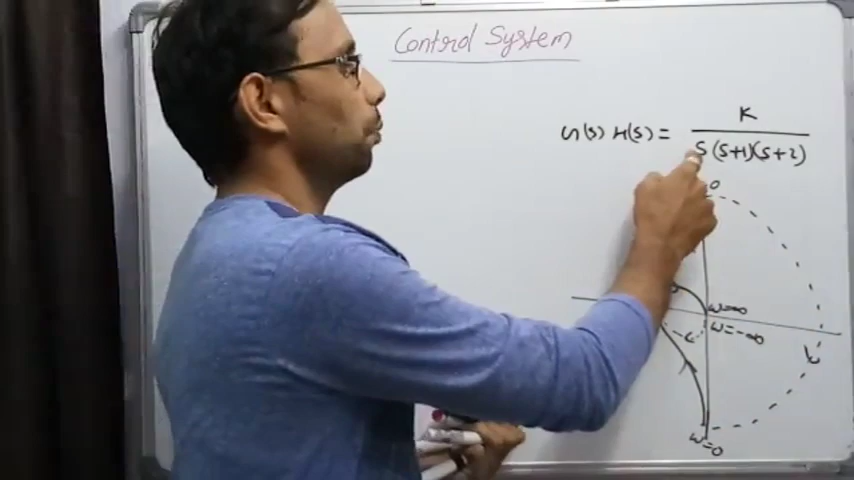 Control System
G(s) H(s) = K
s(s+1)(s+2)
0
ω=∞
ω=-∞
ω=0